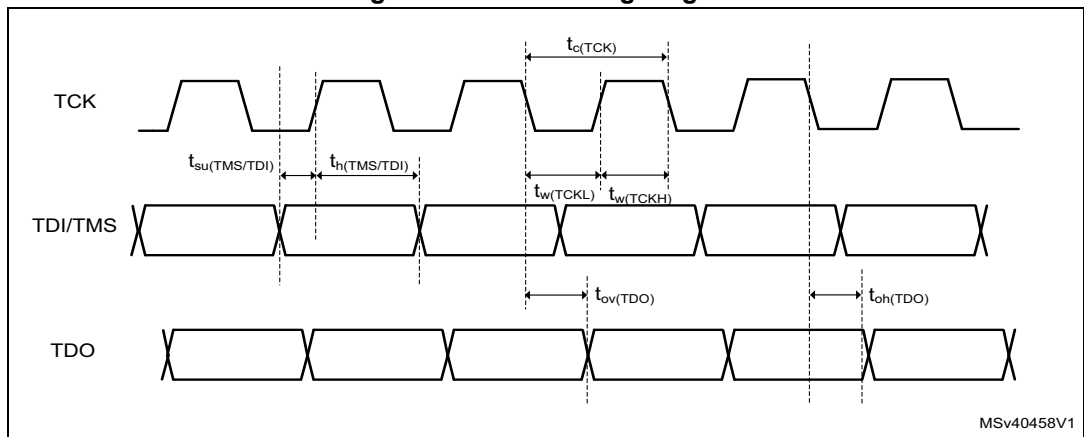 tc(TCK)
TCK
tsu(TMS/TDI) th(TMS/TDI)
tw(TCKL) tw(TCKH)
TDI/TMS
tov(TDO) toh(TDO)
TDO
MSv40458V1